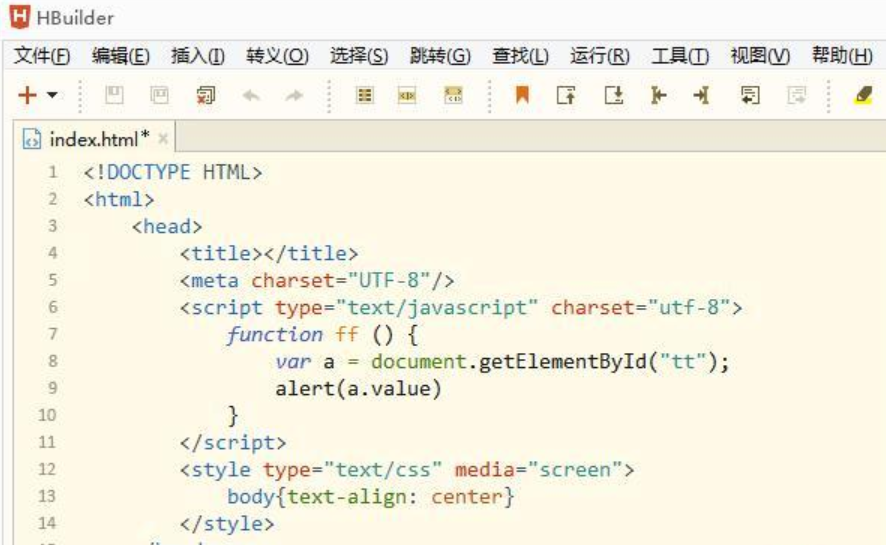 HBuilder
文件(F) 编辑(E) 插入(I) 转义(O) 选择(S) 跳转(G) 查找(L) 运行(R) 工具(T) 视图(V) 帮助(H)
index.html*
1 <!DOCTYPE HTML>
2 <html>
3 <head>
4 <title></title>
5 <meta charset="UTF-8"/>
6 <script type="text/javascript" charset="utf-8">
7 function ff () {
8 var a = document.getElementById("tt");
9 alert(a.value)
10 }
11 </script>
12 <style type="text/css" media="screen">
13 body{text-align: center}
14 </style>